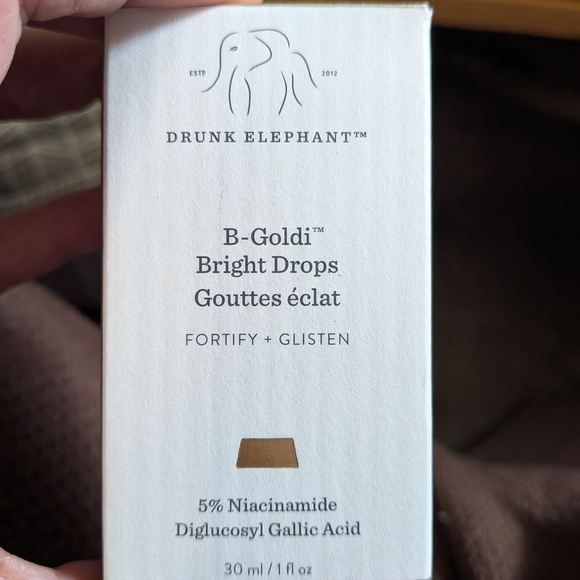 ESTD 2012
DRUNK ELEPHANT™
B-Goldi™
Bright Drops
Gouttes éclat
FORTIFY + GLISTEN
5% Niacinamide
Diglucosyl Gallic Acid
30 ml / 1 fl oz